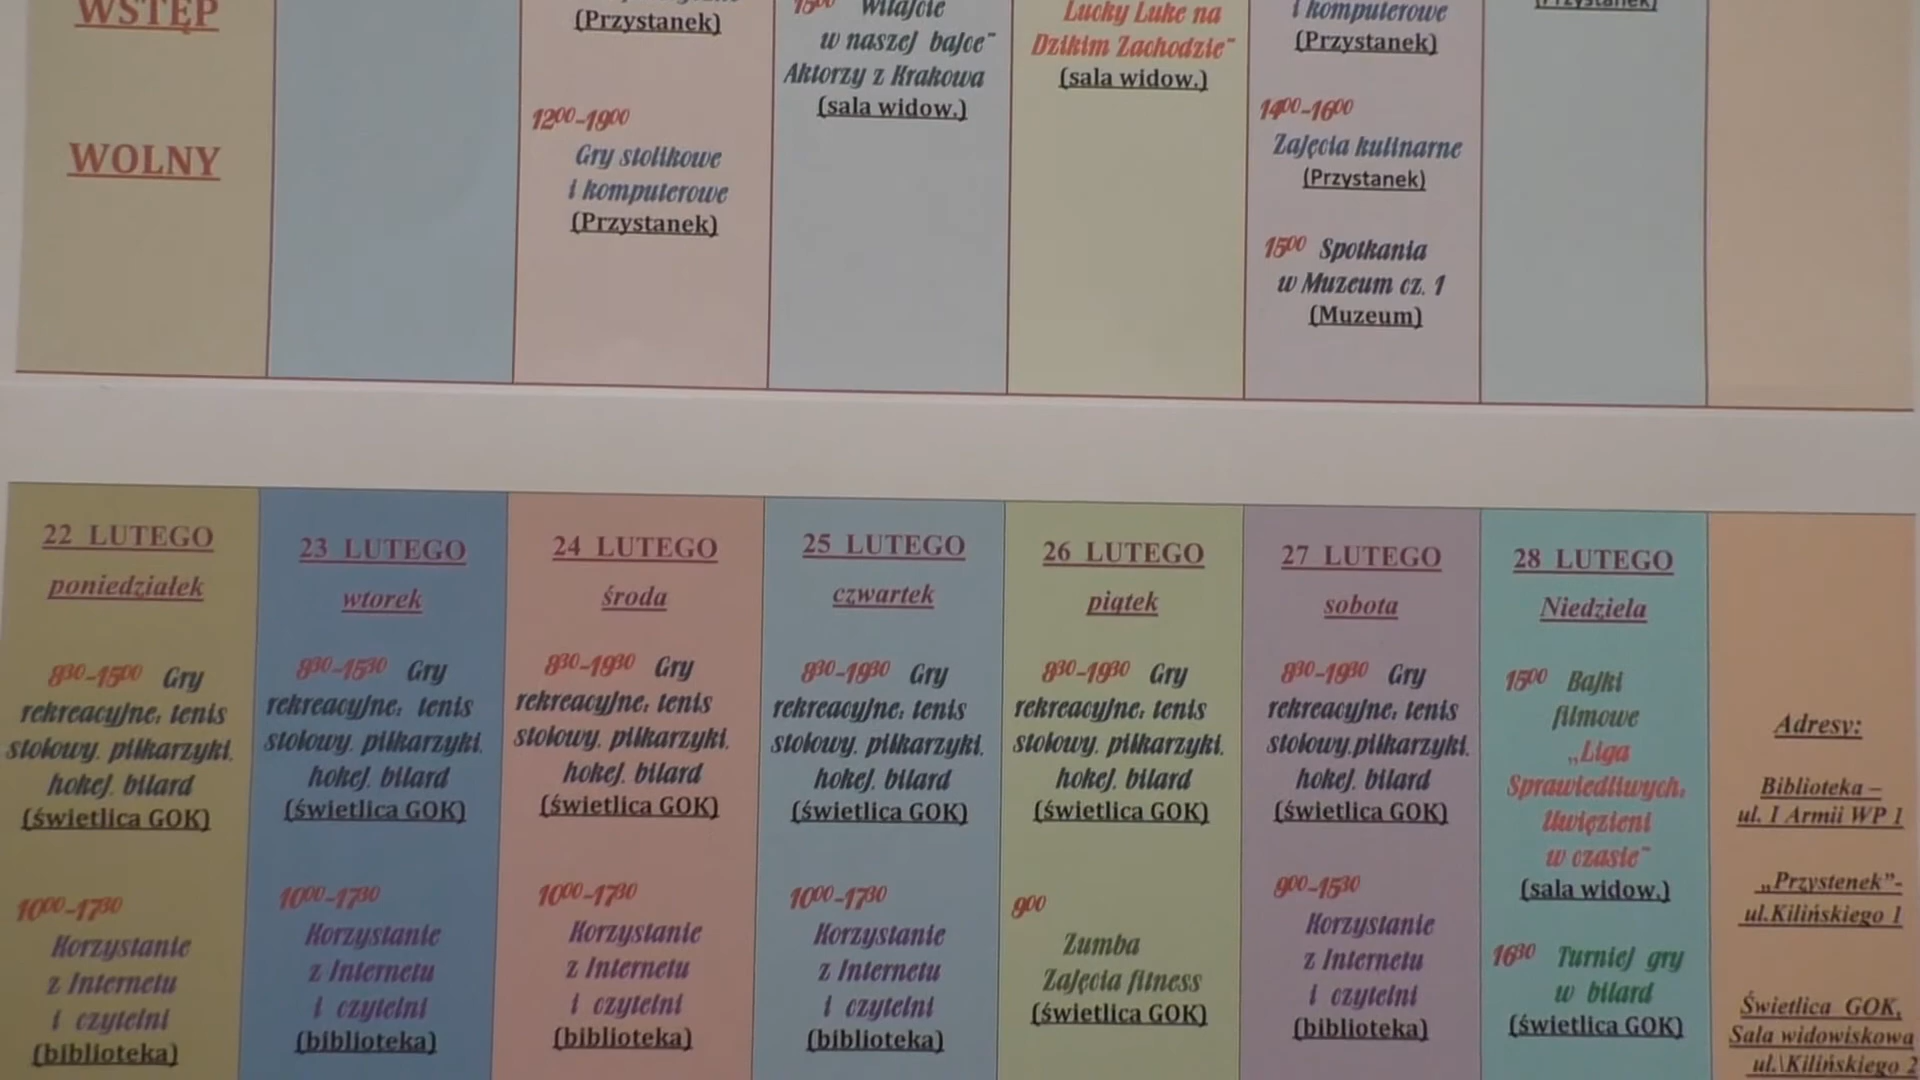 WSTĘP
WOLNY
(Przystanek)
12⁰⁰-19⁰⁰
Gry stolikowe
i komputerowe
(Przystanek)
15⁰⁰ "Witajcie
w naszej bajce"
Aktorzy z Krakowa
(sala widow.)
Lucky Luke na
Dzikim Zachodzie"
(sala widow.)
i komputerowe
(Przystanek)
14⁰⁰-16⁰⁰
Zajęcia kulinarne
(Przystanek)
15⁰⁰ Spotkania
w Muzeum cz. 1
(Muzeum)
(Przystanek)
22 LUTEGO
poniedziałek
8³⁰-15⁰⁰ Gry
rekreacyjne: tenis
stołowy, piłkarzyki,
hokej, bilard
(świetlica GOK)
10⁰⁰-17³⁰
Korzystanie
z Internetu
i czytelni
(biblioteka)
23 LUTEGO
wtorek
8³⁰-15³⁰ Gry
rekreacyjne: tenis
stołowy, piłkarzyki,
hokej, bilard
(świetlica GOK)
10⁰⁰-17³⁰
Korzystanie
z Internetu
i czytelni
(biblioteka)
24 LUTEGO
środa
8³⁰-19³⁰ Gry
rekreacyjne: tenis
stołowy, piłkarzyki,
hokej, bilard
(świetlica GOK)
10⁰⁰-17³⁰
Korzystanie
z Internetu
i czytelni
(biblioteka)
25 LUTEGO
czwartek
8³⁰-19³⁰ Gry
rekreacyjne: tenis
stołowy, piłkarzyki,
hokej, bilard
(świetlica GOK)
10⁰⁰-17³⁰
Korzystanie
z Internetu
i czytelni
(biblioteka)
26 LUTEGO
piątek
8³⁰-19³⁰ Gry
rekreacyjne: tenis
stołowy, piłkarzyki,
hokej, bilard
(świetlica GOK)
9⁰⁰
Zumba
Zajęcia fitness
(świetlica GOK)
27 LUTEGO
sobota
8³⁰-19³⁰ Gry
rekreacyjne: tenis
stołowy,piłkarzyki,
hokej, bilard
(świetlica GOK)
9⁰⁰-15³⁰
Korzystanie
z Internetu
i czytelni
(biblioteka)
28 LUTEGO
Niedziela
15⁰⁰ Bajki
filmowe
„Liga
Sprawiedliwych:
Uwięzieni
w czasie"
(sala widow.)
16³⁰ Turniej gry
w bilard
(świetlica GOK)
Adresy:
Biblioteka –
ul. I Armii WP 1
„Przystenek”-
ul.Kilińskiego 1
Świetlica GOK,
Sala widowiskowa
ul.\Kilińskiego 2